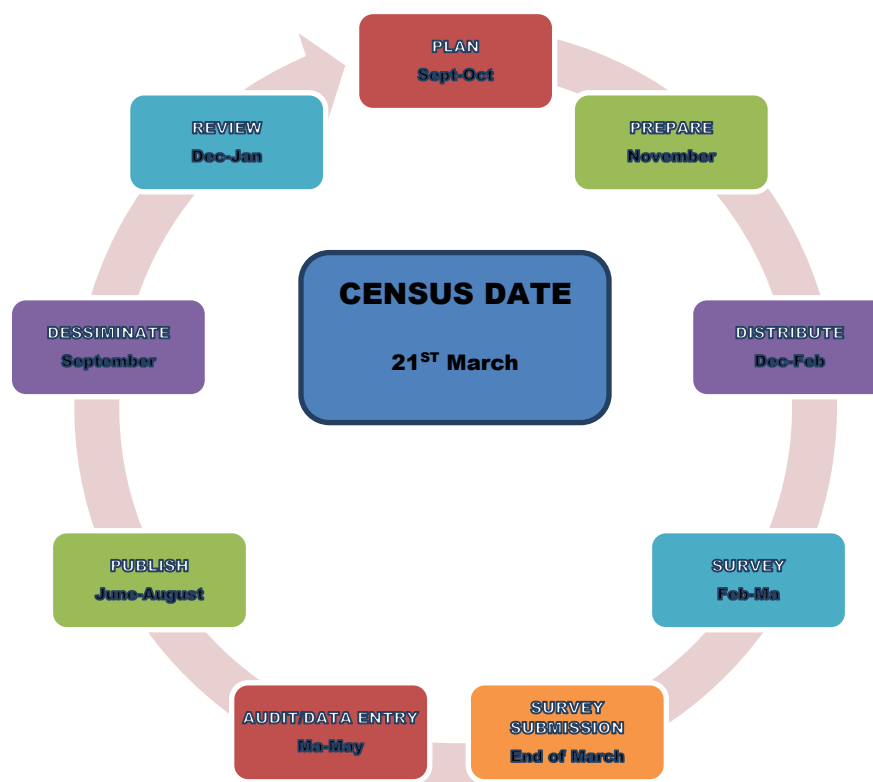 PLAN
Sept-Oct
PREPARE
November
DISTRIBUTE
Dec-Feb
SURVEY
Feb-Ma
SURVEY
SUBMISSION
End of March
AUDIT/DATA ENTRY
Ma-May
PUBLISH
June-August
DESSIMINATE
September
REVIEW
Dec-Jan
CENSUS DATE
21ST March